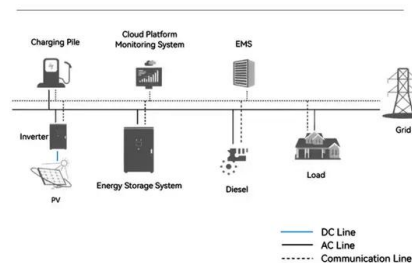 Charging Pile
Cloud Platform
Monitoring System
EMS
Grid
Inverter
PV
Energy Storage System
Diesel
Load
DC Line
AC Line
Communication Line